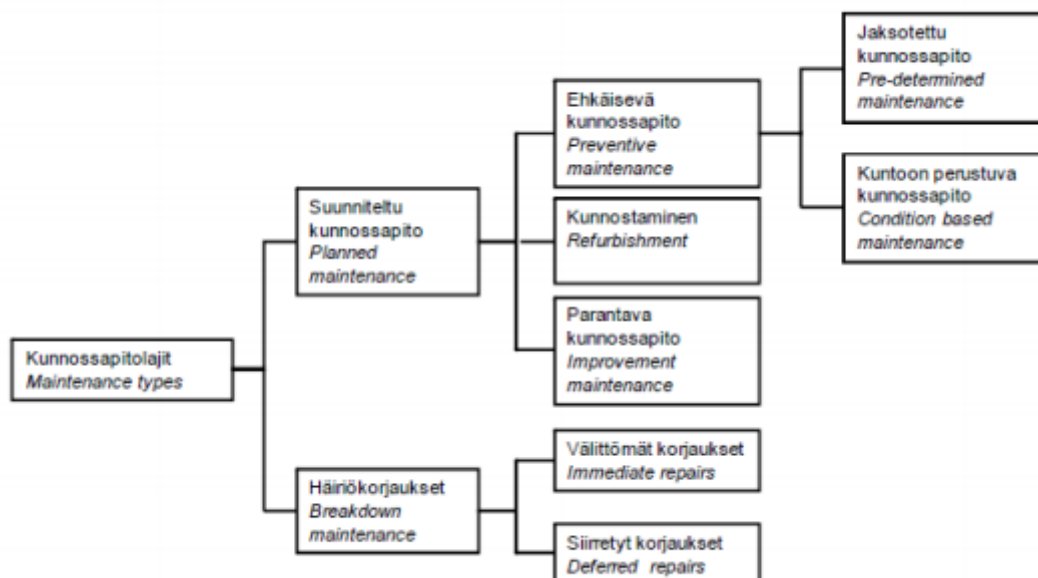 Kunnossapitolajit
Maintenance types
Suunniteltu
kunnossapito
Planned
maintenance
Häiriökorjaukset
Breakdown
maintenance
Ehkäisevä
kunnossapito
Preventive
maintenance
Kunnostaminen
Refurbishment
Parantava
kunnossapito
Improvement
maintenance
Välittömät korjaukset
Immediate repairs
Siirretyt korjaukset
Deferred repairs
Jaksotettu
kunnossapito
Pre-determined
maintenance
Kuntoon perustuva
kunnossapito
Condition based
maintenance